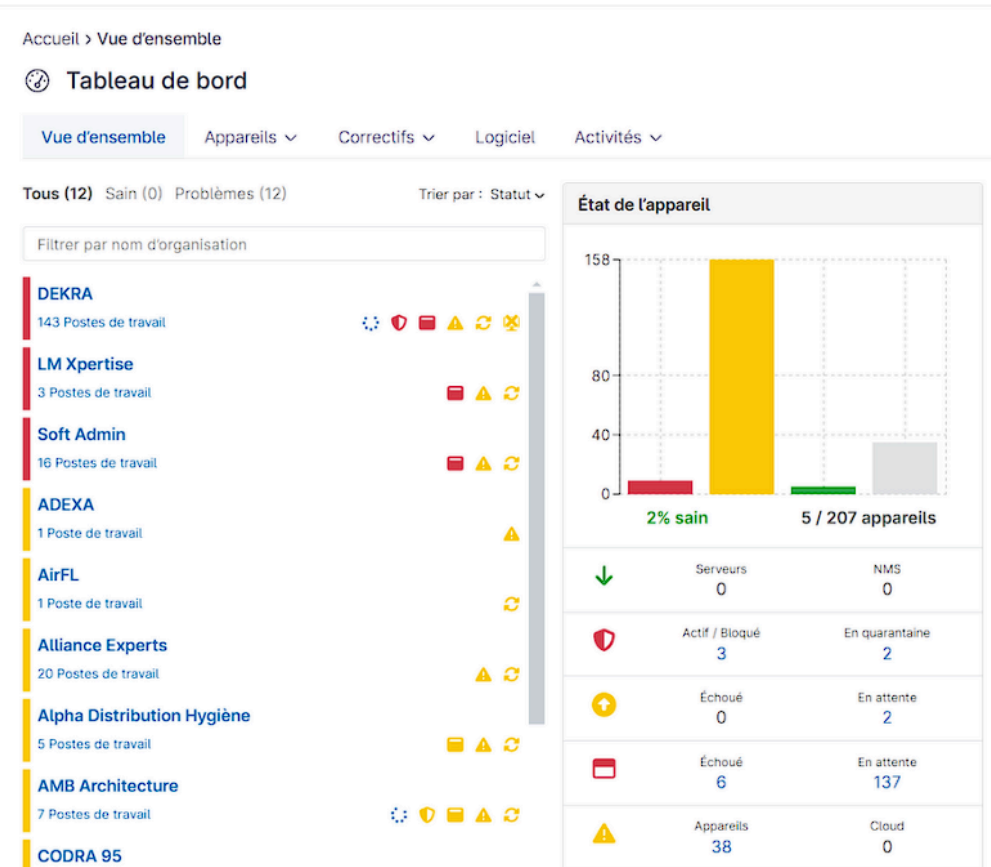 Accueil > Vue d'ensemble
Tableau de bord
Vue d'ensemble Appareils Correctifs Logiciel Activités
Tous (12) Sain (0) Problèmes (12) Trier par : Statut
Filtrer par nom d'organisation
DEKRA
143 Postes de travail
LM Xpertise
3 Postes de travail
Soft Admin
16 Postes de travail
ADEXA
1 Poste de travail
AirFL
1 Poste de travail
Alliance Experts
20 Postes de travail
Alpha Distribution Hygiène
5 Postes de travail
AMB Architecture
7 Postes de travail
CODRA 95
État de l'appareil
158
80
40
0
2% sain 5 / 207 appareils
Serveurs NMS
0 0
Actif / Bloqué En quarantaine
3 2
Échoué En attente
0 2
Échoué En attente
6 137
Appareils Cloud
38 0